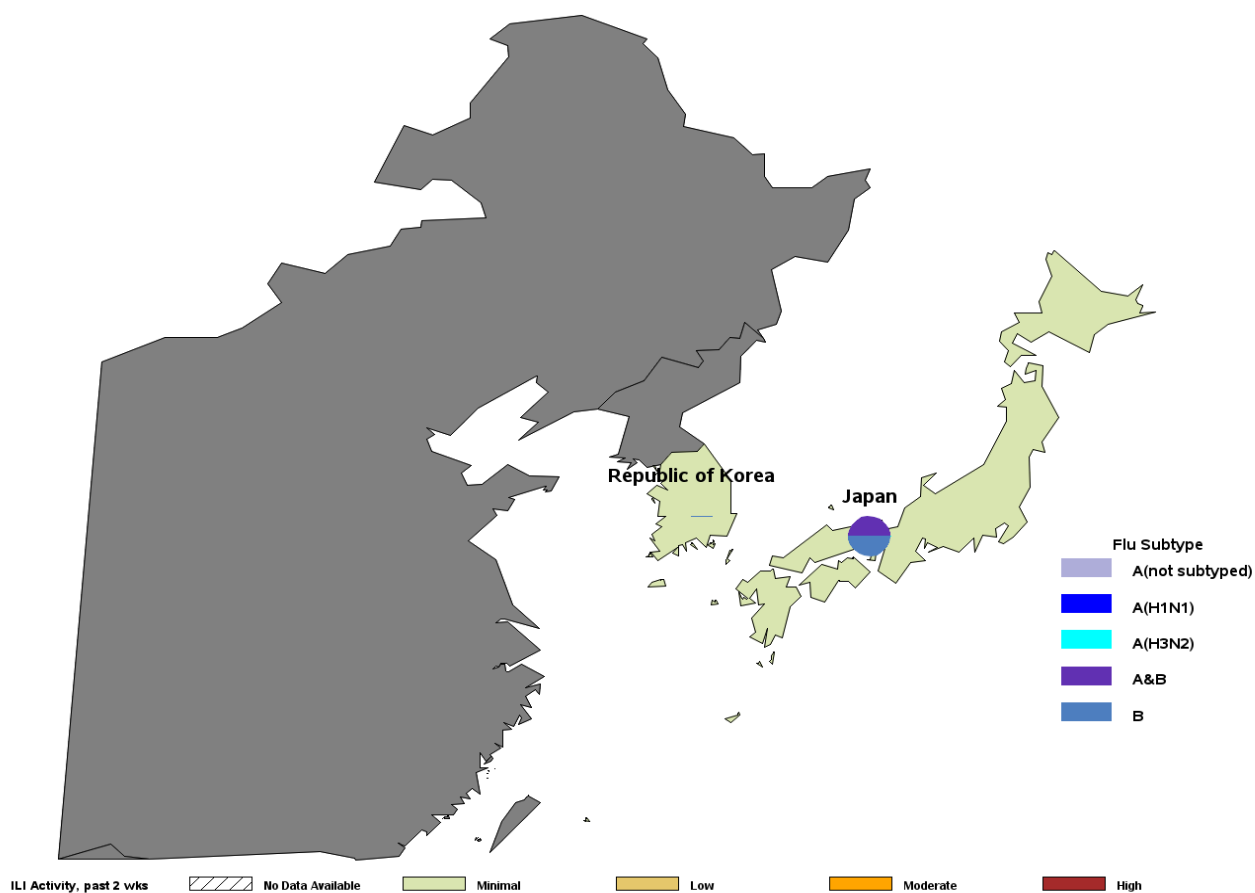 Republic of Korea
Japan
Flu Subtype
A(not subtyped)
A(H1N1)
A(H3N2)
A&B
B
ILI Activity, past 2 wks No Data Available Minimal Low Moderate High